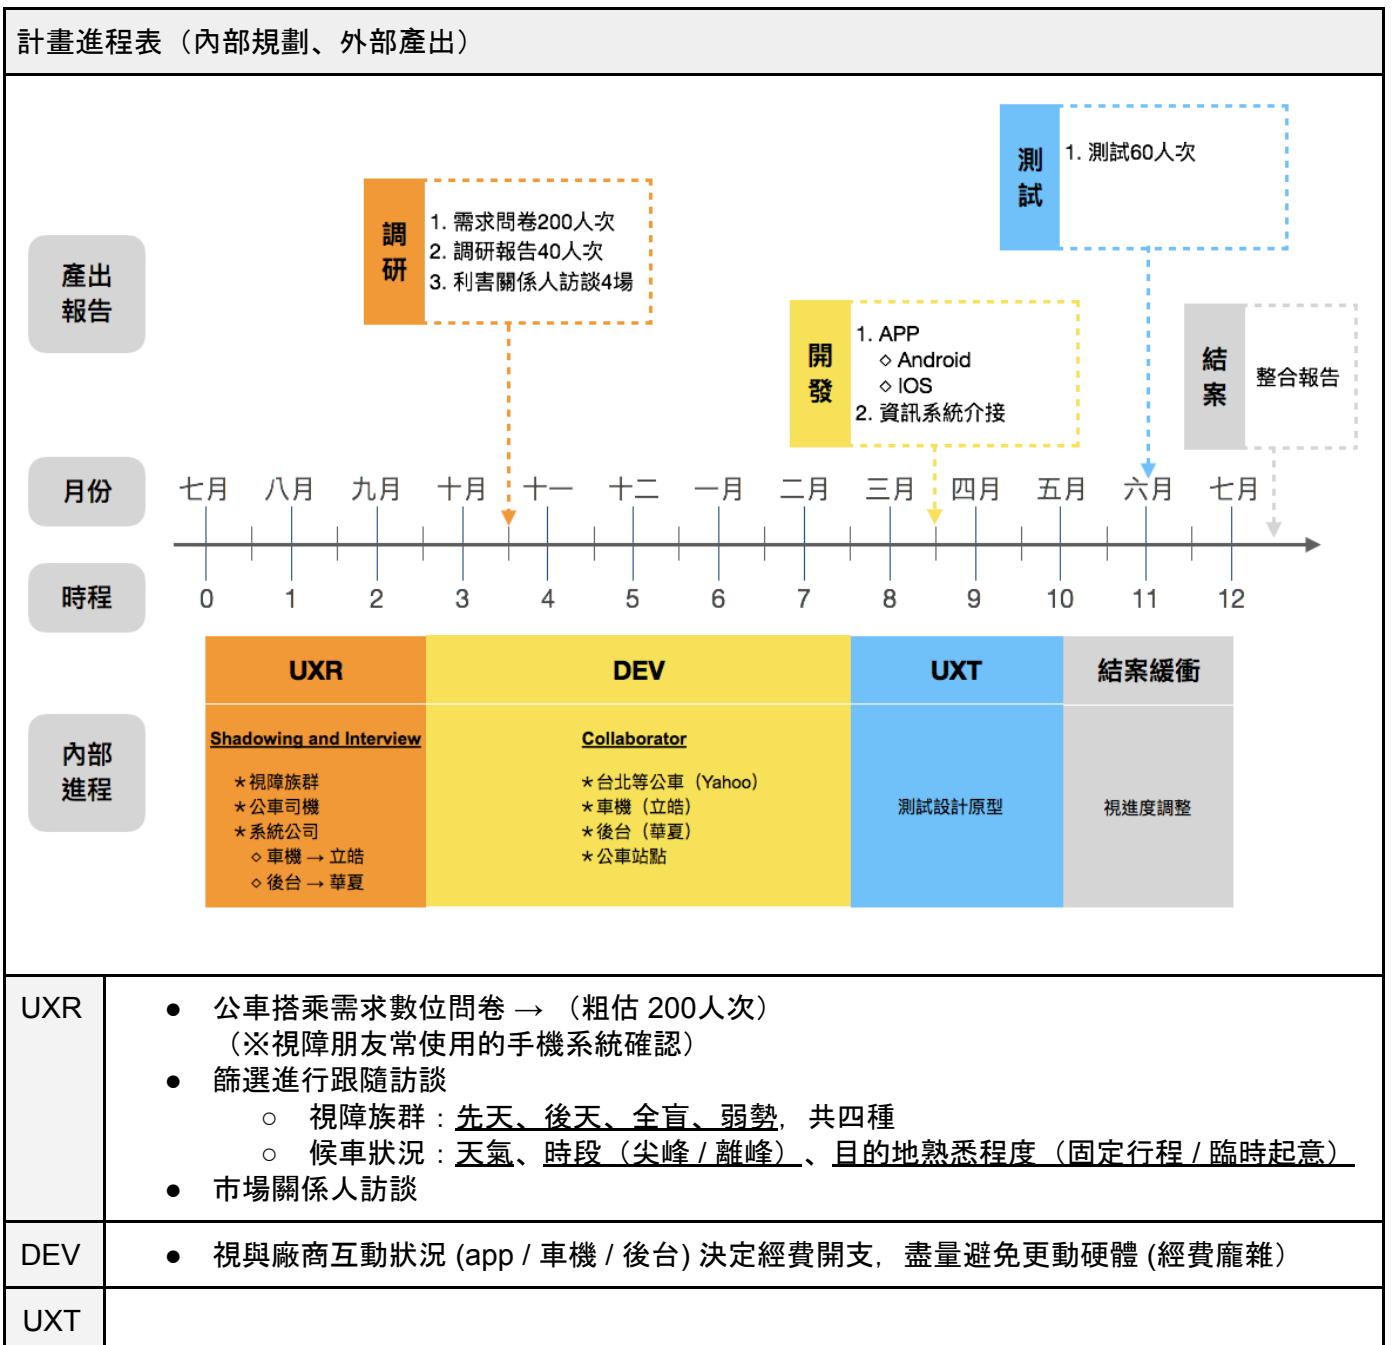 計畫進程表（內部規劃、外部產出）
測試
1. 測試60人次
調研
1. 需求問卷200人次
2. 調研報告40人次
3. 利害關係人訪談4場
產出
報告
開發
1. APP
◇ Android
◇ IOS
2. 資訊系統介接
結案
整合報告
月份
七月 八月 九月 十月 十一 十二 一月 二月 三月 四月 五月 六月 七月
時程
0 1 2 3 4 5 6 7 8 9 10 11 12
UXR DEV UXT 結案緩衝
內部
進程
Shadowing and Interview
＊視障族群
＊公車司機
＊系統公司
◇ 車機 → 立皓
◇ 後台 → 華夏
Collaborator
＊台北等公車（Yahoo）
＊車機（立皓）
＊後台（華夏）
＊公車站點
測試設計原型
視進度調整
UXR
● 公車搭乘需求數位問卷 → （粗估 200人次）
（※視障朋友常使用的手機系統確認）
● 篩選進行跟隨訪談
○ 視障族群：先天、後天、全盲、弱勢，共四種
○ 候車狀況：天氣、時段（尖峰 / 離峰）、目的地熟悉程度（固定行程 / 臨時起意）
● 市場關係人訪談
DEV
● 視與廠商互動狀況 (app / 車機 / 後台) 決定經費開支，盡量避免更動硬體 (經費龐雜）
UXT